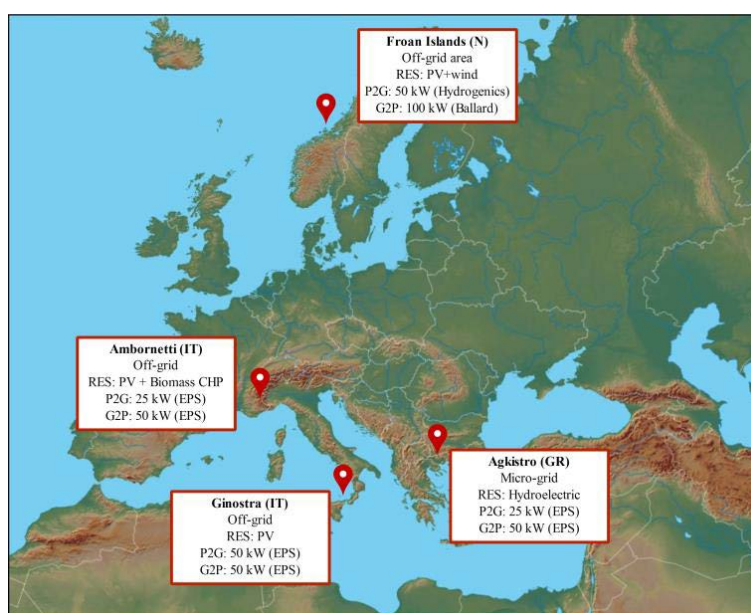 Froan Islands (N)
Off-grid area
RES: PV+wind
P2G: 50 kW (Hydrogenics)
G2P: 100 kW (Ballard)
Ambornetti (IT)
Off-grid
RES: PV + Biomass CHP
P2G: 25 kW (EPS)
G2P: 50 kW (EPS)
Agkistro (GR)
Micro-grid
RES: Hydroelectric
P2G: 25 kW (EPS)
G2P: 50 kW (EPS)
Ginostra (IT)
Off-grid
RES: PV
P2G: 50 kW (EPS)
G2P: 50 kW (EPS)